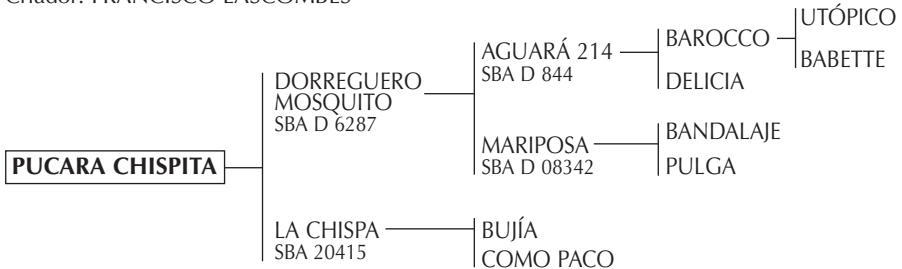 UTÓPICO
AGUARÁ 214
SBA D 844
BAROCCO
BABETTE
DORREGUERO
MOSQUITO
SBA D 6287
DELICIA
MARIPOSA
SBA D 08342
BANDALAJE
PULGA
PUCARA CHISPITA
LA CHISPA
SBA 20415
BUJÍA
COMO PACO